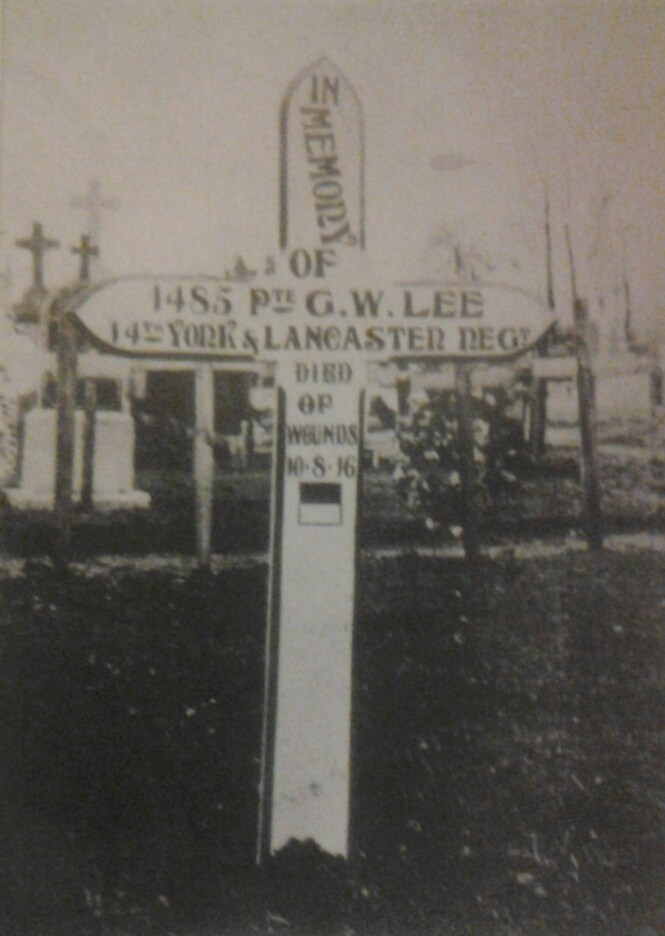 IN
MEMORY
OF
1485 PTE G.W. LEE
14TH YORK & LANCASTER REGT
DIED
OF
WOUNDS
10·8·16